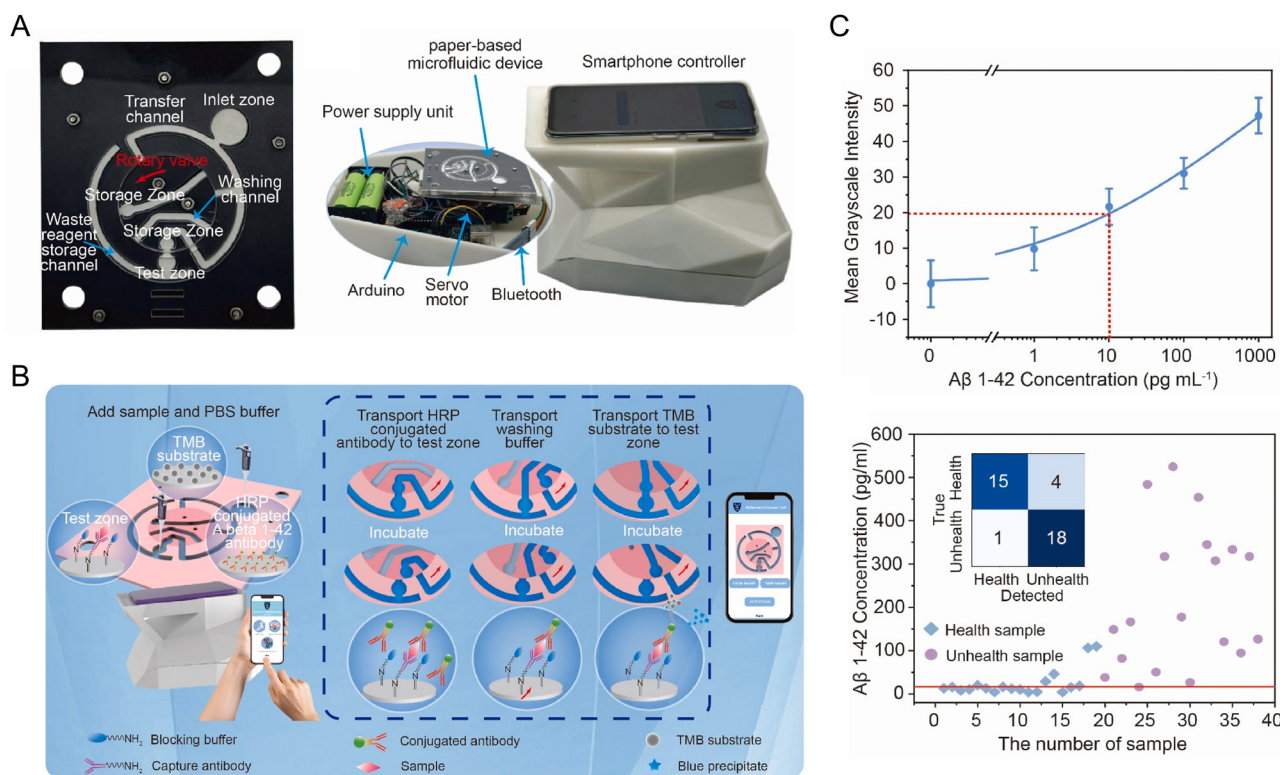 A
Transfer
channel
Inlet zone
Rotary valve
Storage Zone
Washing
channel
Storage Zone
Waste
reagent
storage
channel
Test zone
paper-based
microfluidic device
Smartphone controller
Power supply unit
Arduino
Servo
motor
Bluetooth
B
Add sample and PBS buffer
TMB
substrate
Test zone
HRP
conjugated
A beta 1-42
antibody
N N N
Transport HRP
conjugated
antibody to test zone
Transport
washing
buffer
Transport TMB
substrate to test
zone
Incubate
Incubate
Incubate
N N N
N N N
N N N
NH2 Blocking buffer
Conjugated antibody
TMB substrate
NH2 Capture antibody
Sample
Blue precipitate
C
Mean Grayscale Intensity
60
50
40
30
20
10
0
-10
0 1 10 100 1000
Aβ 1-42 Concentration (pg mL-1)
Aβ 1-42 Concentration (pg/ml)
600
500
400
300
200
100
0
True
Unhealth Health
15 4
1 18
Health Unhealth
Detected
Health sample
Unhealth sample
0 5 10 15 20 25 30 35 40
The number of sample